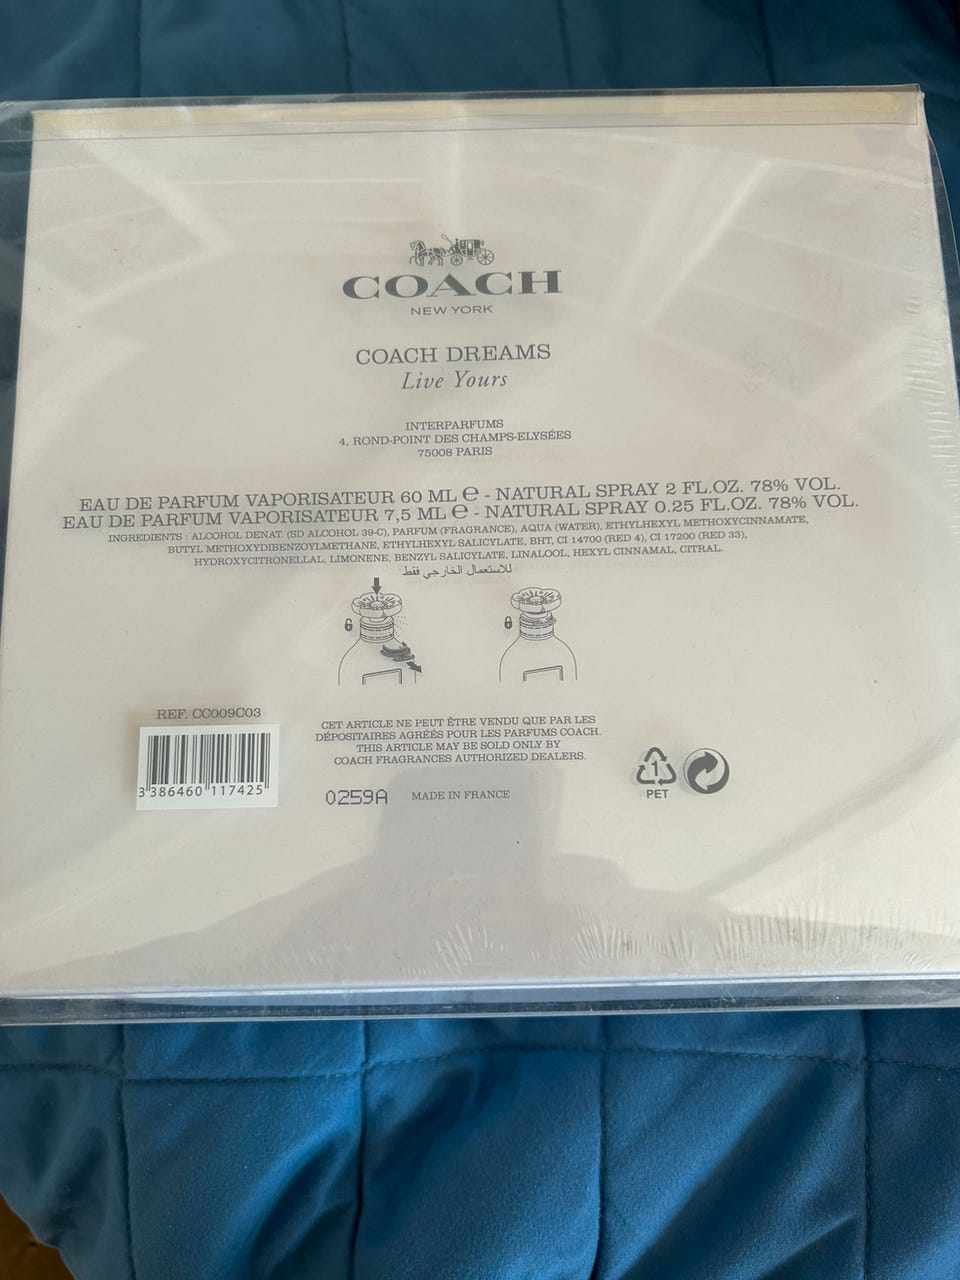 COACH
NEW YORK
COACH DREAMS
Live Yours
INTERPARFUMS
4, ROND-POINT DES CHAMPS-ELYSÉES
75008 PARIS
EAU DE PARFUM VAPORISATEUR 60 ML ℮ - NATURAL SPRAY 2 FL.OZ. 78% VOL.
EAU DE PARFUM VAPORISATEUR 7,5 ML ℮ - NATURAL SPRAY 0.25 FL.OZ. 78% VOL.
INGREDIENTS : ALCOHOL DENAT. (SD ALCOHOL 39-C), PARFUM (FRAGRANCE), AQUA (WATER), ETHYLHEXYL METHOXYCINNAMATE,
BUTYL METHOXYDIBENZOYLMETHANE, ETHYLHEXYL SALICYLATE, BHT, CI 14700 (RED 4), CI 17200 (RED 33),
HYDROXYCITRONELLAL, LIMONENE, BENZYL SALICYLATE, LINALOOL, HEXYL CINNAMAL, CITRAL.
للاستعمال الخارجي فقط
REF. CC009C03
3 386460 117425
CET ARTICLE NE PEUT ÊTRE VENDU QUE PAR LES
DÉPOSITAIRES AGRÉÉS POUR LES PARFUMS COACH.
THIS ARTICLE MAY BE SOLD ONLY BY
COACH FRAGRANCES AUTHORIZED DEALERS.
0259A MADE IN FRANCE
1
PET